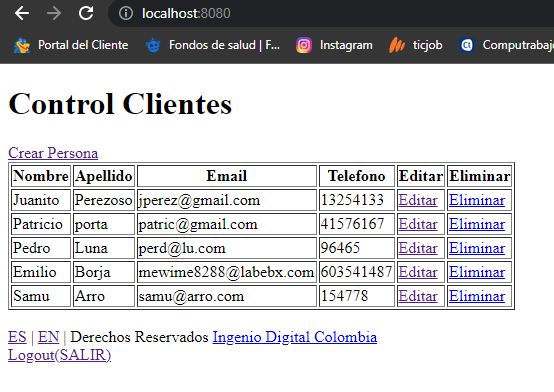 localhost:8080
Portal del Cliente Fondos de salud | F... Instagram ticjob Computrabaj
Control Clientes
Crear Persona
Nombre Apellido Email Telefono Editar Eliminar
Juanito Perezoso jperez@gmail.com 13254133 Editar Eliminar
Patricio porta patric@gmail.com 41576167 Editar Eliminar
Pedro Luna perd@lu.com 96465 Editar Eliminar
Emilio Borja mewime8288@labebx.com 603541487 Editar Eliminar
Samu Arro samu@arro.com 154778 Editar Eliminar
ES | EN | Derechos Reservados Ingenio Digital Colombia
Logout(SALIR)